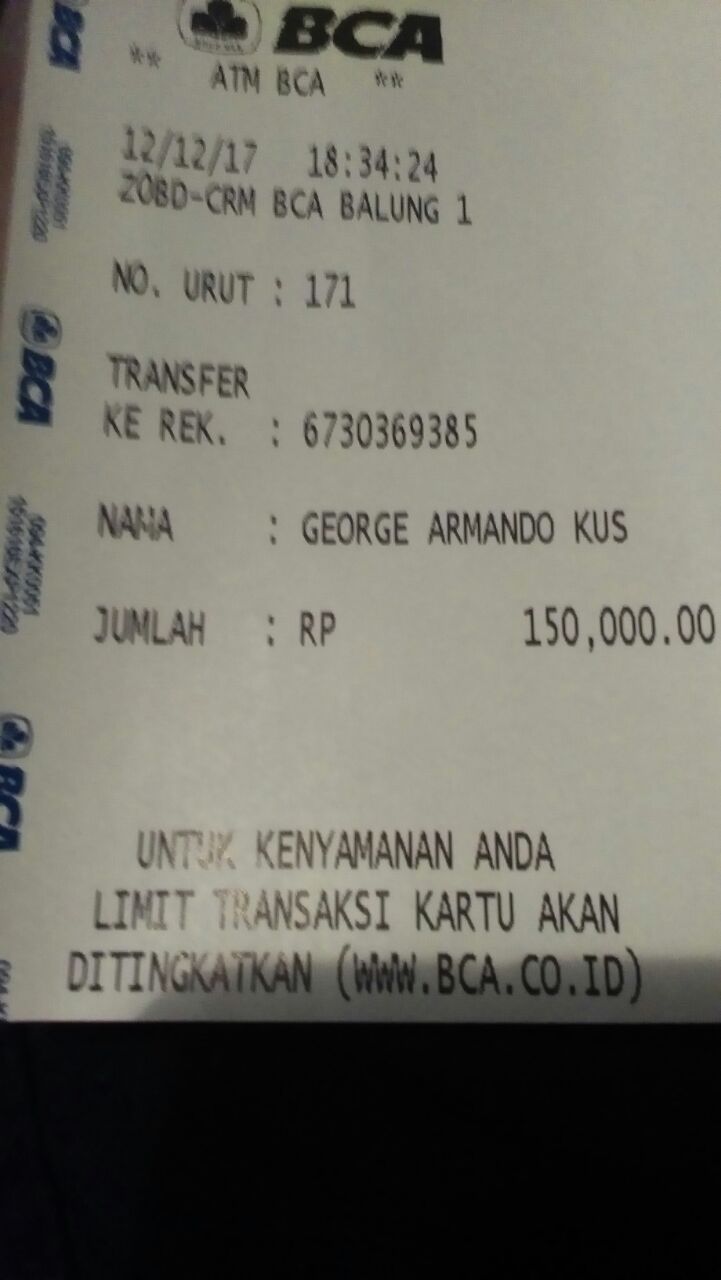 BCA
** ATM BCA **
12/12/17 18:34:24
ZOBD-CRM BCA BALUNG 1
NO. URUT : 171
TRANSFER
KE REK. : 6730369385
NAMA : GEORGE ARMANDO KUS
JUMLAH : RP 150,000.00
UNTUK KENYAMANAN ANDA
LIMIT TRANSAKSI KARTU AKAN
DITINGKATKAN (WWW.BCA.CO.ID)
BCA
BCA
BCA